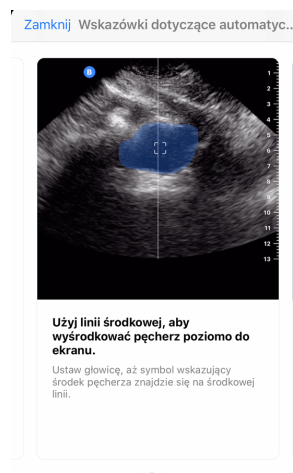 Zamknij Wskazówki dotyczące automatyc...
B
1
2
3
4
5
6
7
8
9
10
11
12
13
Użyj linii środkowej, aby
wyśrodkować pęcherz poziomo do
ekranu.
Ustaw głowicę, aż symbol wskazujący
środek pęcherza znajdzie się na środkowej
linii.